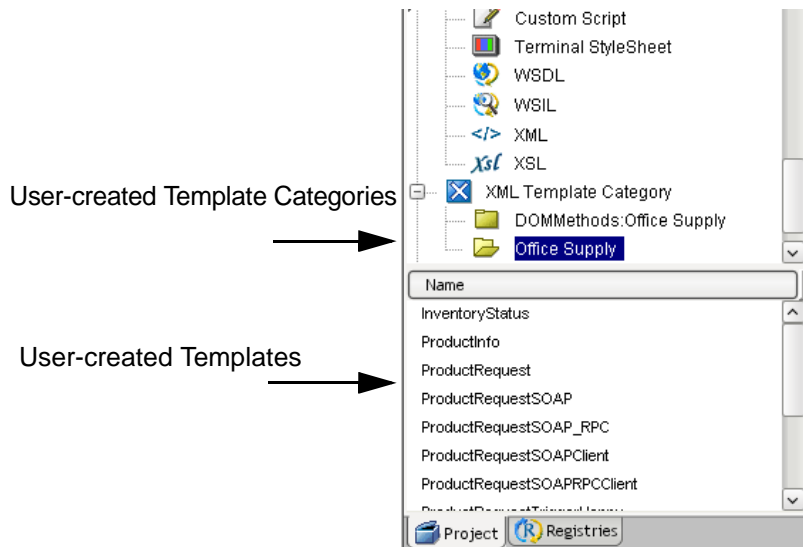 Custom Script
Terminal StyleSheet
WSDL
WSIL
</> XML
Xsl XSL
User-created Template Categories
XML Template Category
DOMMethods:Office Supply
Office Supply
Name
InventoryStatus
ProductInfo
User-created Templates
ProductRequest
ProductRequestSOAP
ProductRequestSOAP_RPC
ProductRequestSOAPClient
ProductRequestSOAPRPCClient
Project
R Registries